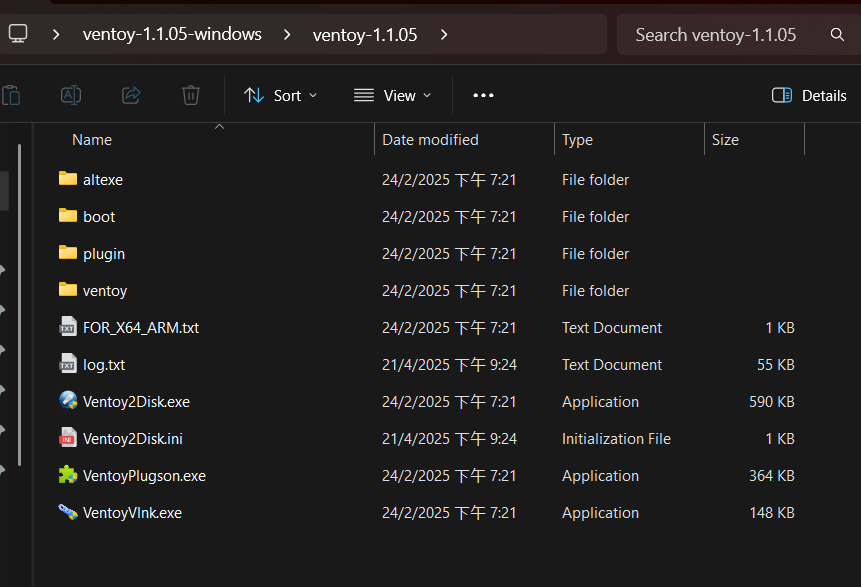 ventoy-1.1.05-windows > ventoy-1.1.05 > Search ventoy-1.1.05
Sort View ••• Details
Name Date modified Type Size
altexe 24/2/2025 下午 7:21 File folder
boot 24/2/2025 下午 7:21 File folder
plugin 24/2/2025 下午 7:21 File folder
ventoy 24/2/2025 下午 7:21 File folder
FOR_X64_ARM.txt 24/2/2025 下午 7:21 Text Document 1 KB
log.txt 21/4/2025 下午 9:24 Text Document 55 KB
Ventoy2Disk.exe 24/2/2025 下午 7:21 Application 590 KB
Ventoy2Disk.ini 21/4/2025 下午 9:24 Initialization File 1 KB
VentoyPlugson.exe 24/2/2025 下午 7:21 Application 364 KB
VentoyVlnk.exe 24/2/2025 下午 7:21 Application 148 KB